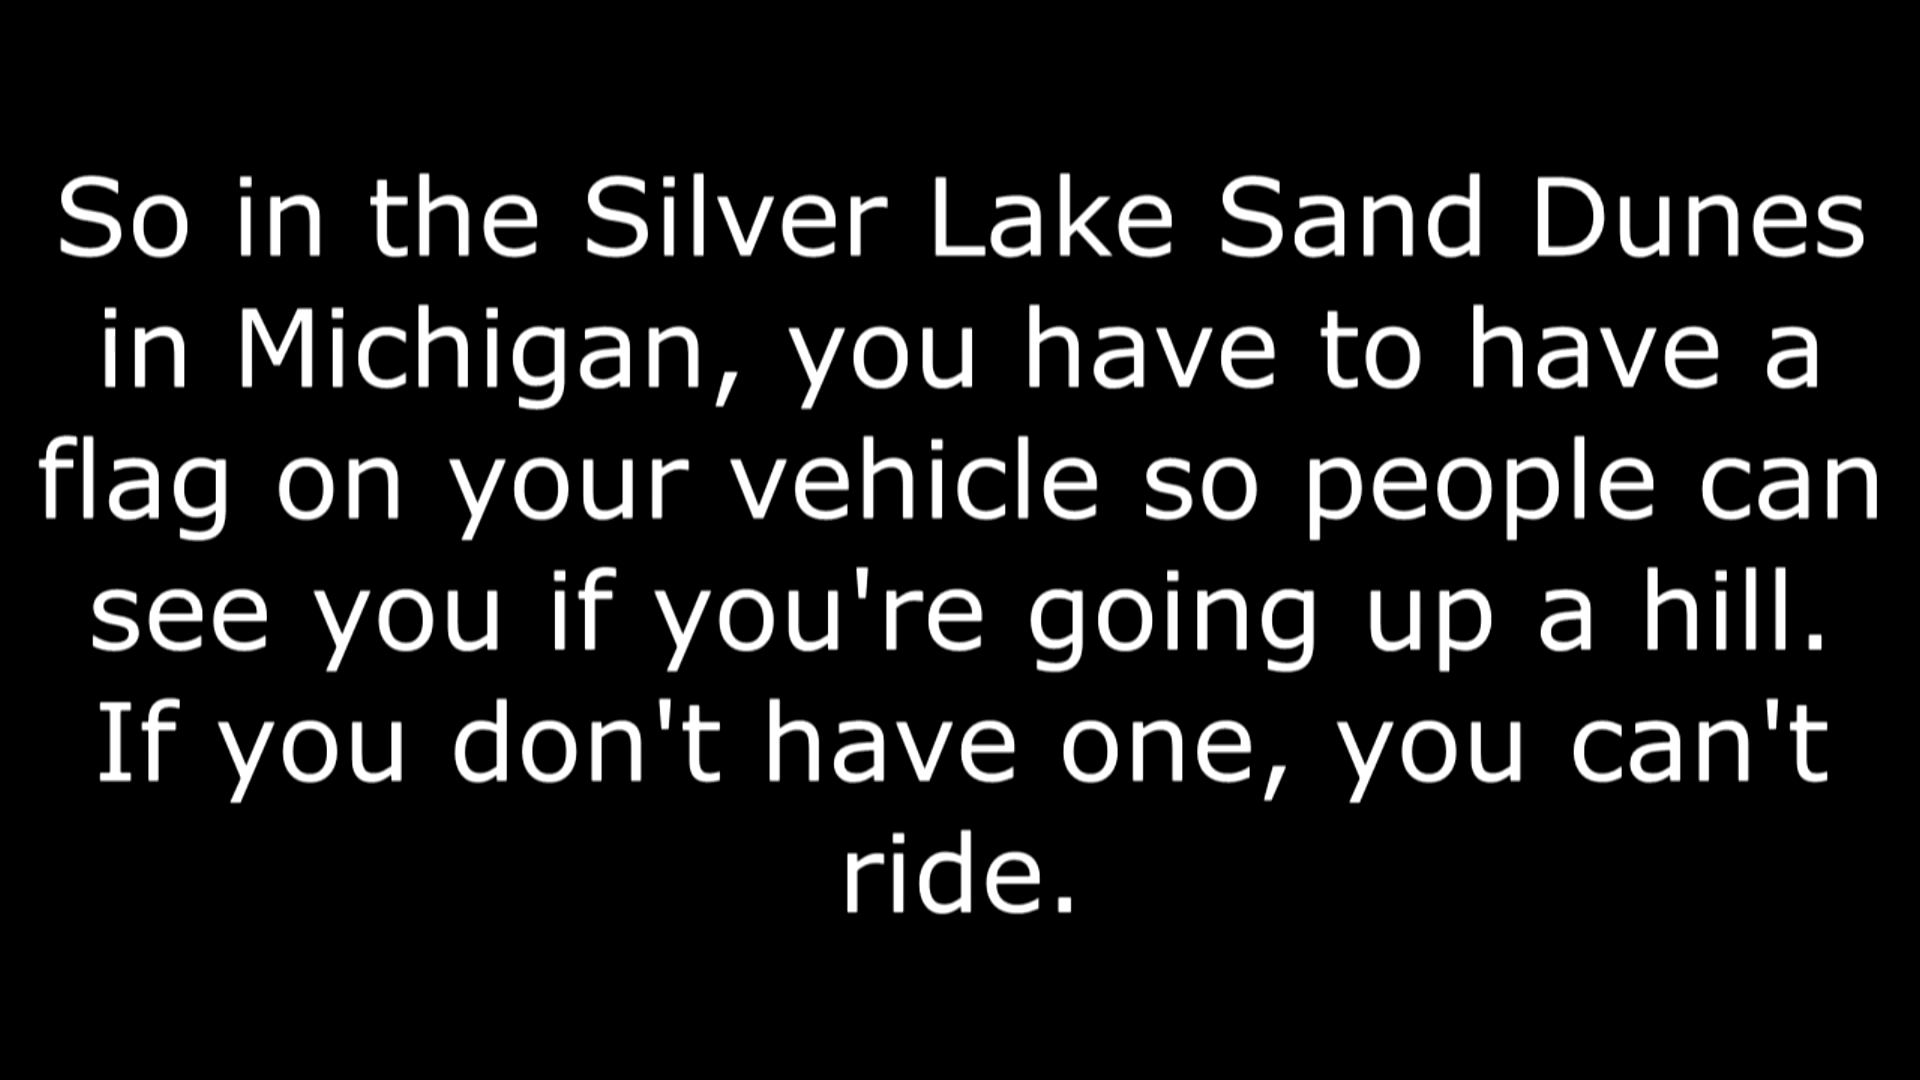 So in the Silver Lake Sand Dunes
in Michigan, you have to have a
flag on your vehicle so people can
see you if you're going up a hill.
If you don't have one, you can't
ride.